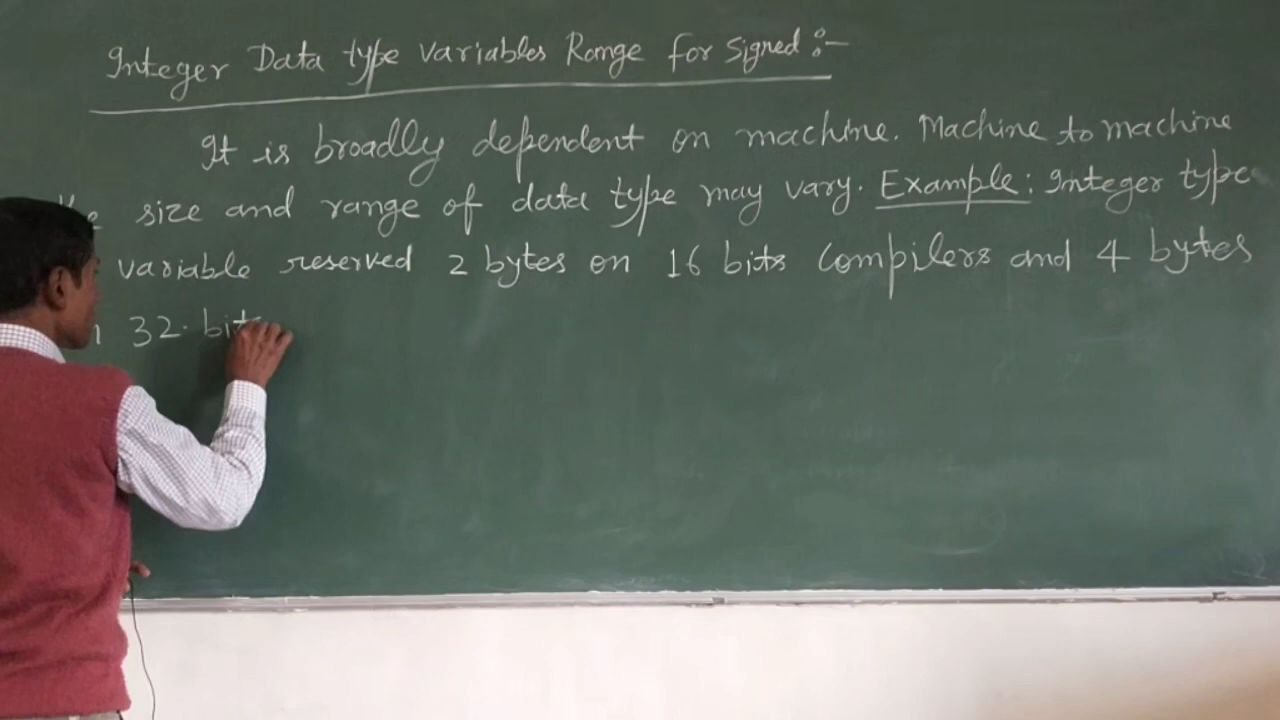 Integer Data type variables Range for Signed :-
It is broadly dependent on machine. Machine to machine
size and range of data type may vary. Example: Integer type
variable reserved 2 bytes on 16 bits compilers and 4 bytes
32 bits